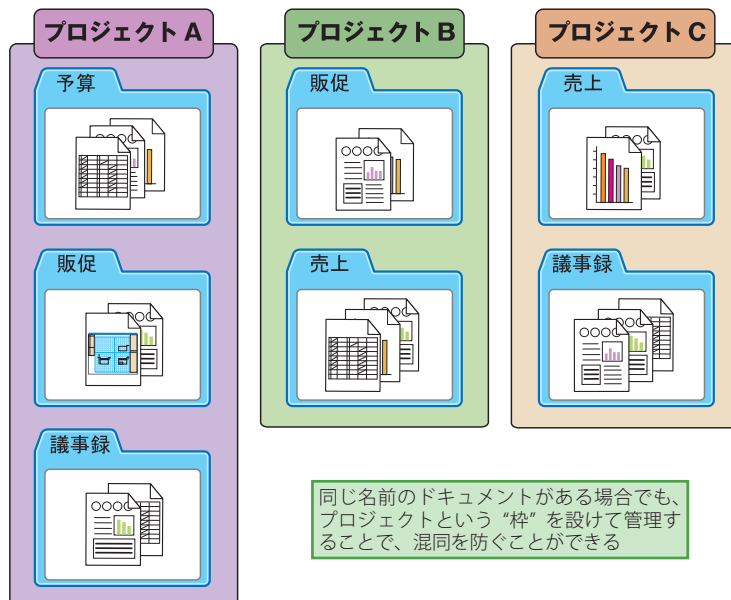 プロジェクト A
予算
販促
議事録
プロジェクト B
販促
売上
プロジェクト C
売上
議事録
同じ名前のドキュメントがある場合でも、
プロジェクトという “枠” を設けて管理す
ることで、混同を防ぐことができる